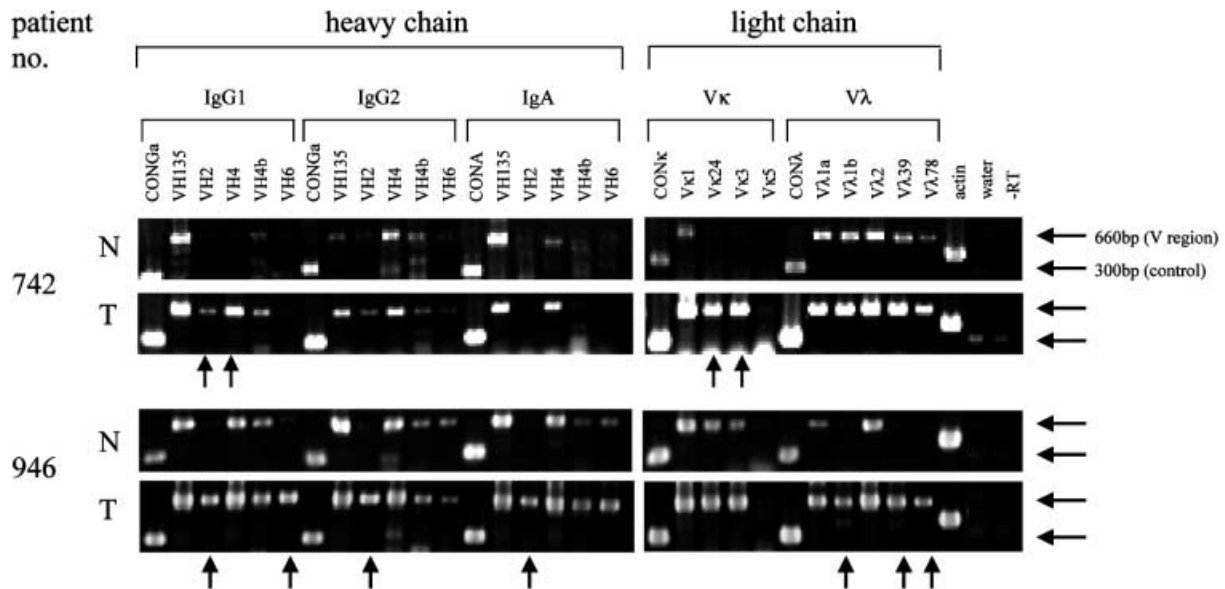 patient no.
heavy chain
light chain
IgG1
IgG2
IgA
Vκ
Vλ
CONGa
VH135
VH2
VH4
VH4b
VH6
CONGa
VH135
VH2
VH4
VH4b
VH6
CONA
VH135
VH2
VH4
VH4b
VH6
CONκ
Vκ1
Vκ24
Vκ3
Vκ5
CONλ
Vλ1a
Vλ1b
Vλ2
Vλ39
Vλ78
actin
water
-RT
742
N
660bp (V region)
300bp (control)
T
946
N
T